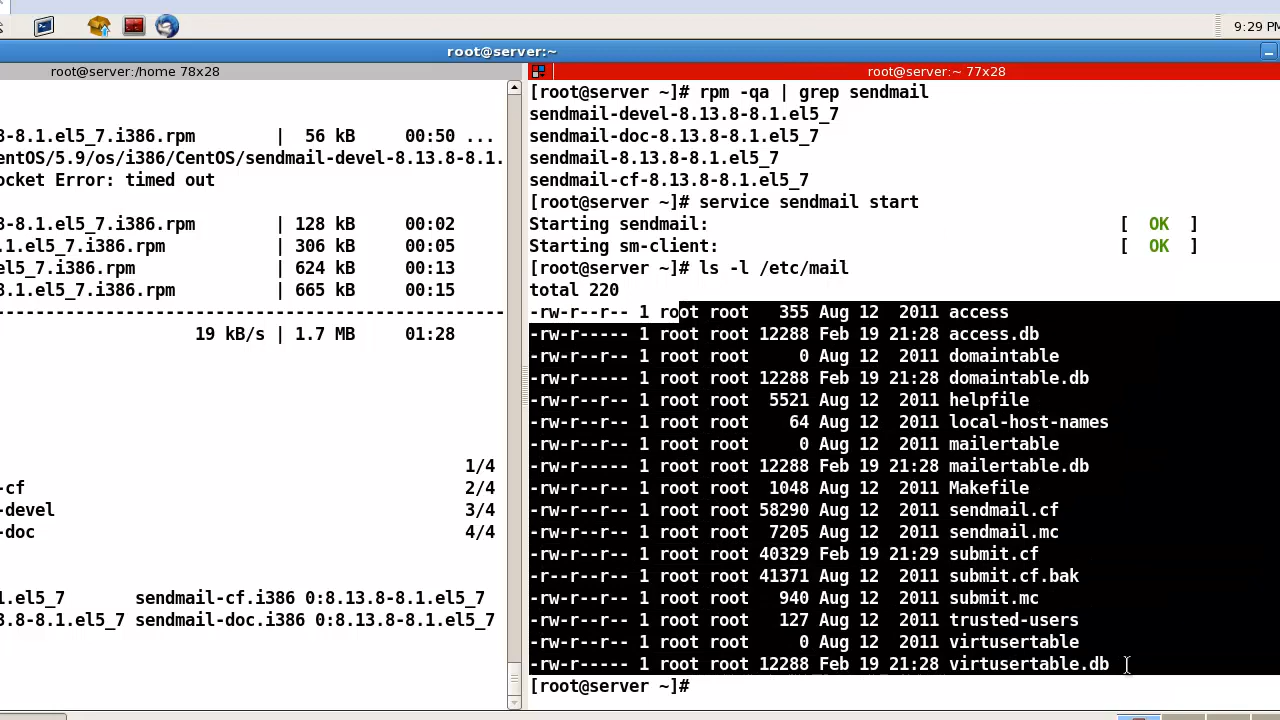 9:29 PM
root@server:~
root@server:/home 78x28
8-8.1.el5_7.i386.rpm | 56 kB 00:50 ...
entOS/5.9/os/i386/CentOS/sendmail-devel-8.13.8-8.1.
ocket Error: timed out
8-8.1.el5_7.i386.rpm | 128 kB 00:02
.1.el5_7.i386.rpm | 306 kB 00:05
el5_7.i386.rpm | 624 kB 00:13
8.1.el5_7.i386.rpm | 665 kB 00:15
--------------------------------------------------
19 kB/s | 1.7 MB 01:28
1/4
-cf 2/4
-devel 3/4
-doc 4/4
1.el5_7 sendmail-cf.i386 0:8.13.8-8.1.el5_7
3.8-8.1.el5_7 sendmail-doc.i386 0:8.13.8-8.1.el5_7
root@server:~ 77x28
[root@server ~]# rpm -qa | grep sendmail
sendmail-devel-8.13.8-8.1.el5_7
sendmail-doc-8.13.8-8.1.el5_7
sendmail-8.13.8-8.1.el5_7
sendmail-cf-8.13.8-8.1.el5_7
[root@server ~]# service sendmail start
Starting sendmail: [ OK ]
Starting sm-client: [ OK ]
[root@server ~]# ls -l /etc/mail
total 220
-rw-r--r-- 1 root root 355 Aug 12 2011 access
-rw-r----- 1 root root 12288 Feb 19 21:28 access.db
-rw-r--r-- 1 root root 0 Aug 12 2011 domaintable
-rw-r----- 1 root root 12288 Feb 19 21:28 domaintable.db
-rw-r--r-- 1 root root 5521 Aug 12 2011 helpfile
-rw-r--r-- 1 root root 64 Aug 12 2011 local-host-names
-rw-r--r-- 1 root root 0 Aug 12 2011 mailertable
-rw-r----- 1 root root 12288 Feb 19 21:28 mailertable.db
-rw-r--r-- 1 root root 1048 Aug 12 2011 Makefile
-rw-r--r-- 1 root root 58290 Aug 12 2011 sendmail.cf
-rw-r--r-- 1 root root 7205 Aug 12 2011 sendmail.mc
-rw-r--r-- 1 root root 40329 Feb 19 21:29 submit.cf
-r--r--r-- 1 root root 41371 Aug 12 2011 submit.cf.bak
-rw-r--r-- 1 root root 940 Aug 12 2011 submit.mc
-rw-r--r-- 1 root root 127 Aug 12 2011 trusted-users
-rw-r--r-- 1 root root 0 Aug 12 2011 virtusertable
-rw-r----- 1 root root 12288 Feb 19 21:28 virtusertable.db
[root@server ~]#